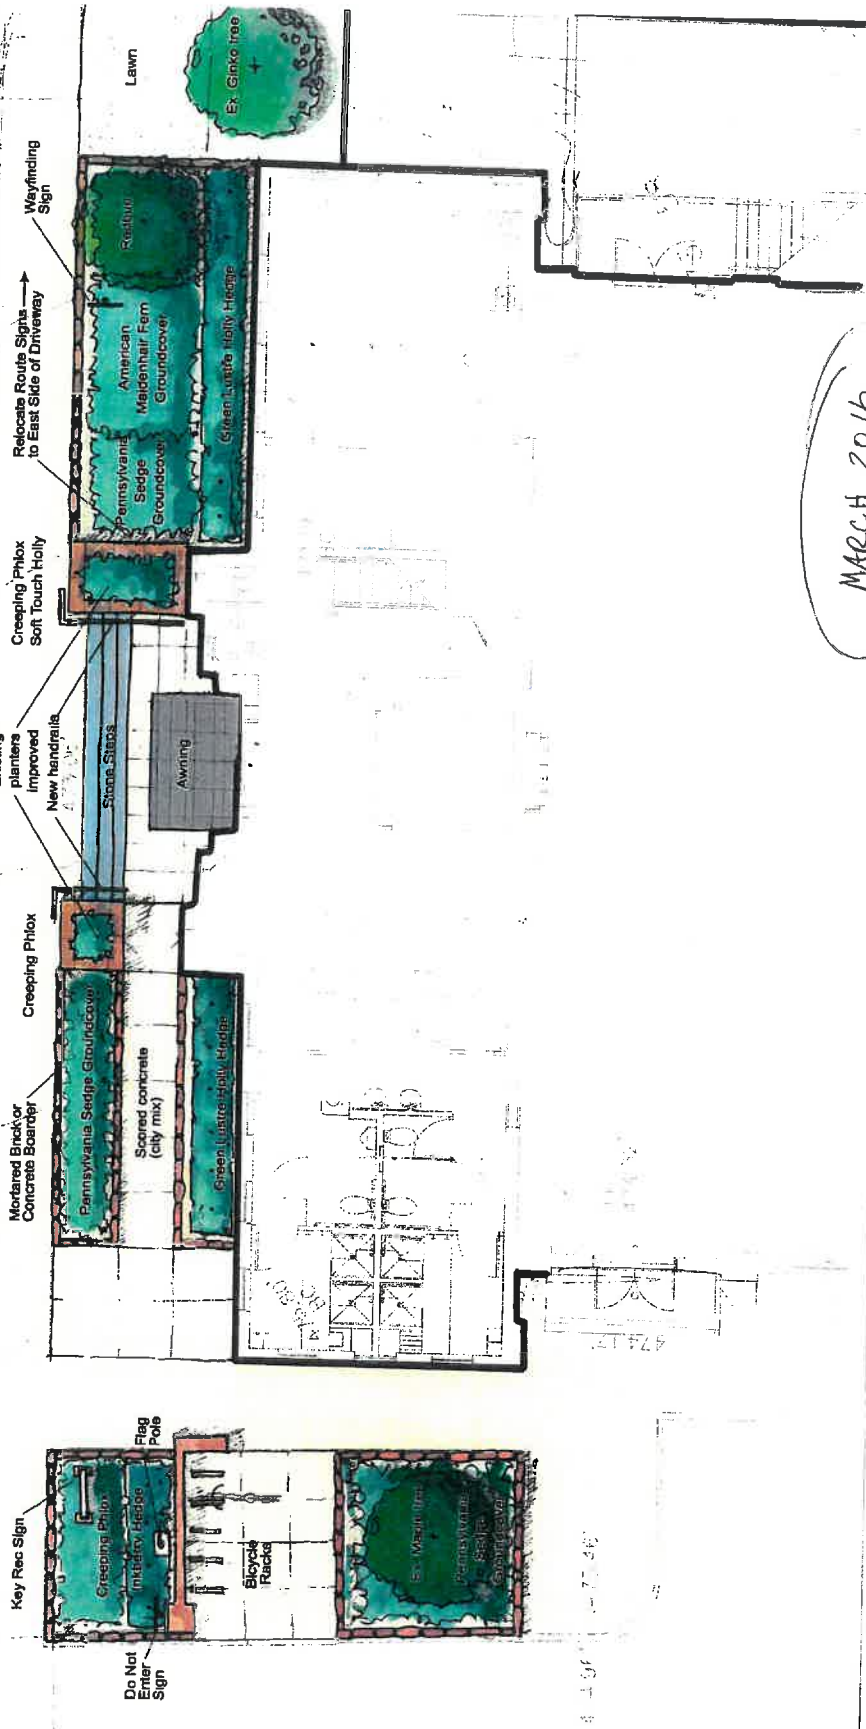 Lawn
Ex. Ginko tree
Wayfinding
Sign
Redbud
Relocate Route Signs
to East Side of Driveway
American
Maidenhair Fern
Groundcover
Pennsylvania
Sedge
Groundcover
Green Lustre Holly Hedge
Creeping Phlox
Soft Touch Holly
planters
improved
New handrails
Stone Steps
Awning
Creeping Phlox
Mortared Brick or
Concrete Boarder
Pennsylvania Sedge Groundcover
Scored concrete
(city mix)
Green Lustre Holly Hedge
Key Rec Sign
Creeping Phlox
Inkberry Hedge
Flag
Pole
Do Not
Enter
Sign
Bicycle
Racks
Ex. Maple tree
Pennsylvania
Sedge
Groundcover
MARCH 2016